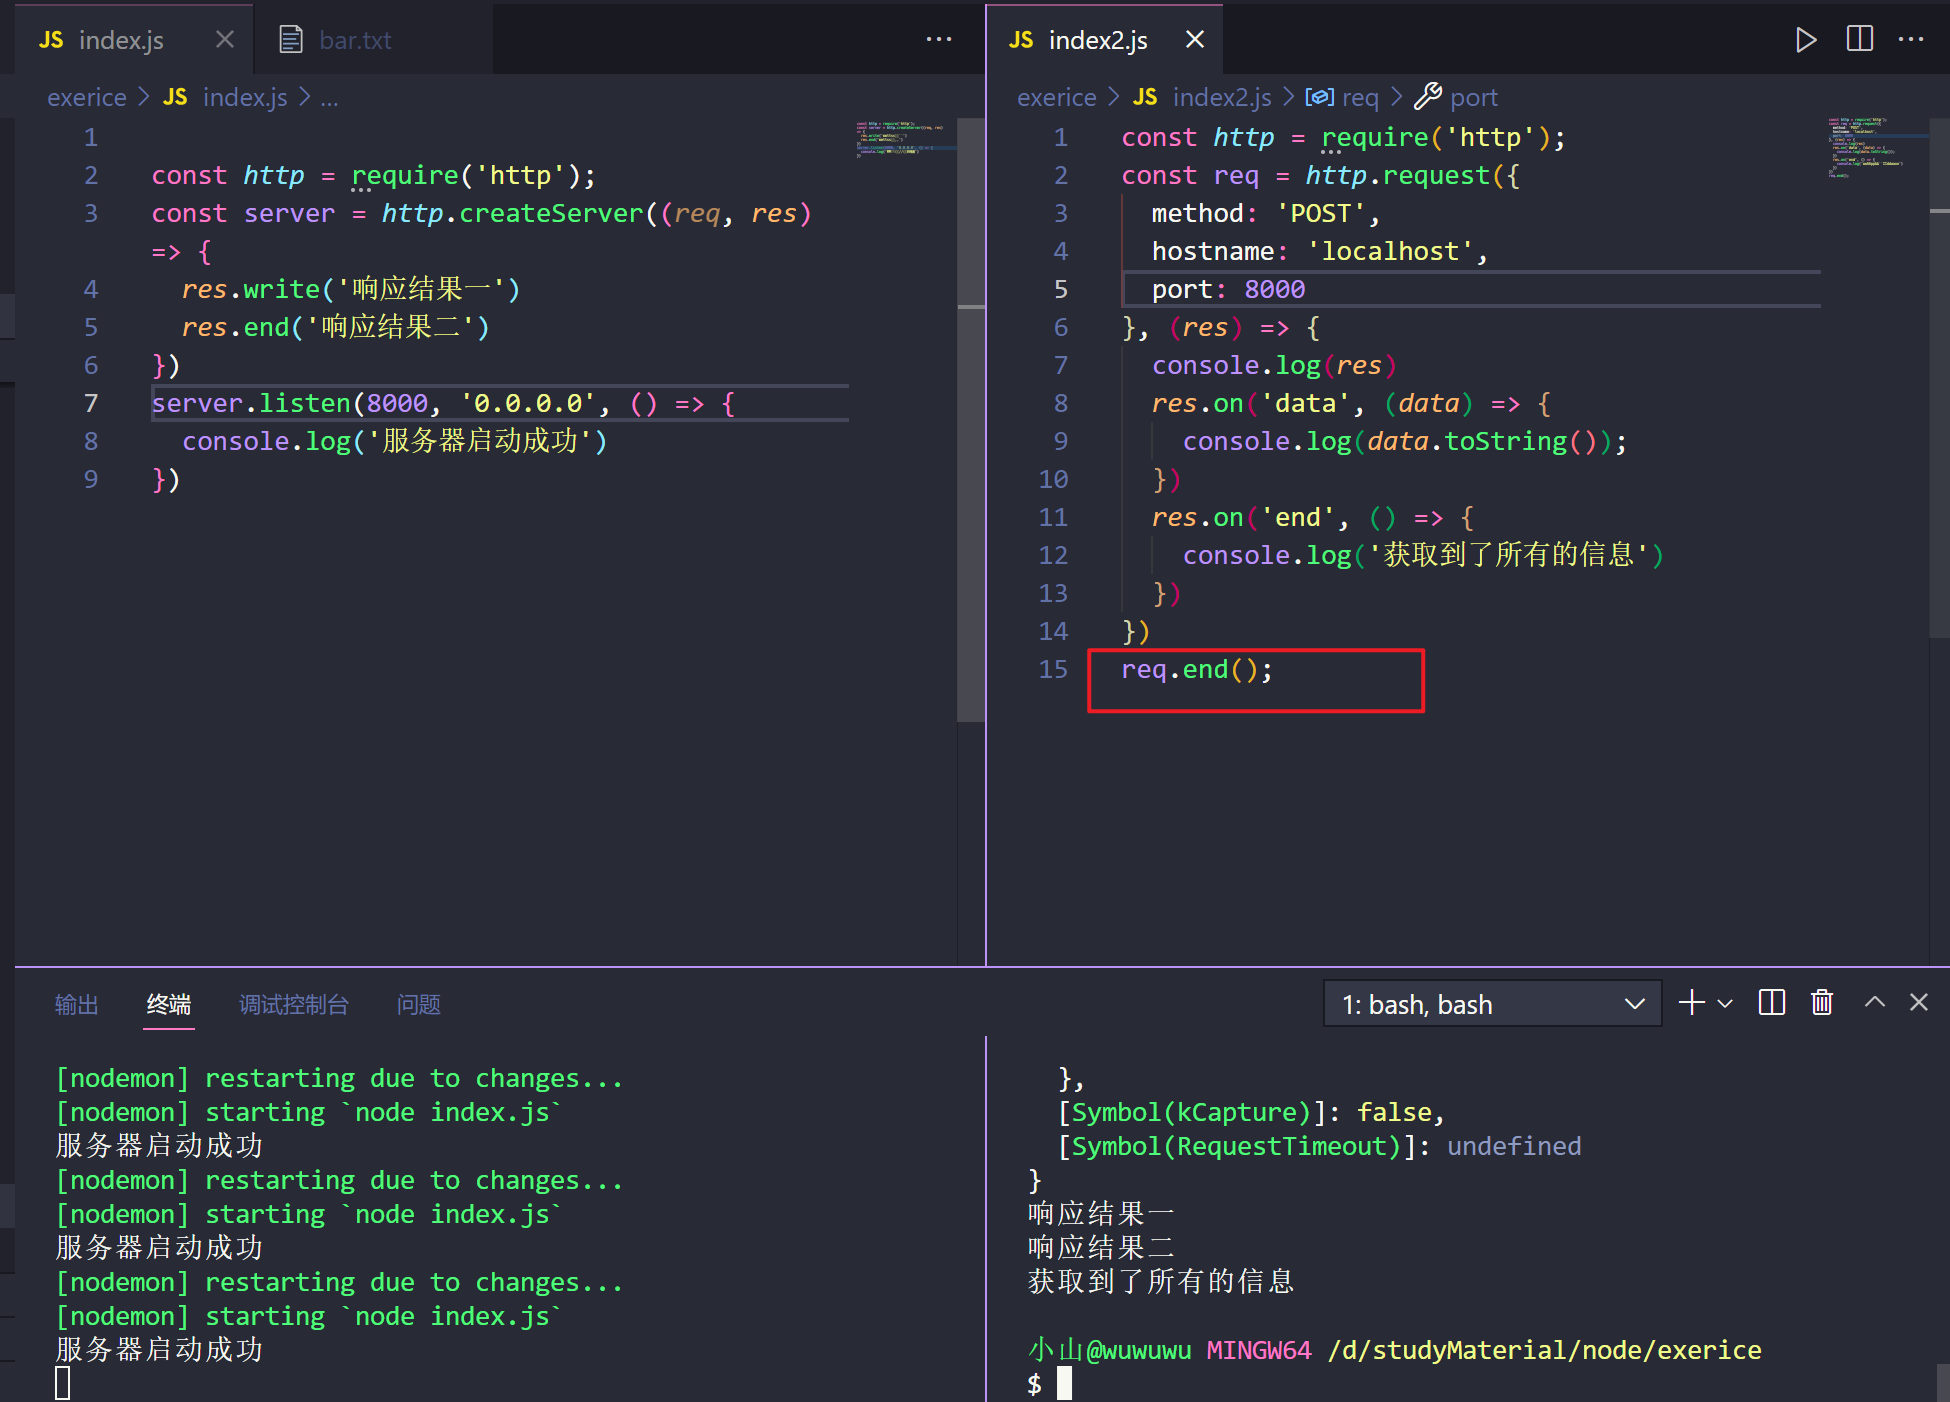 JS index.js
bar.txt
exerice > JS index.js > ...
1
2 const http = require('http');
3 const server = http.createServer((req, res)
=> {
4 res.write('响应结果一')
5 res.end('响应结果二')
6 })
7 server.listen(8000, '0.0.0.0', () => {
8 console.log('服务器启动成功')
9 })
JS index2.js
exerice > JS index2.js > req > port
1 const http = require('http');
2 const req = http.request({
3 method: 'POST',
4 hostname: 'localhost',
5 port: 8000
6 }, (res) => {
7 console.log(res)
8 res.on('data', (data) => {
9 console.log(data.toString());
10 })
11 res.on('end', () => {
12 console.log('获取到了所有的信息')
13 })
14 })
15 req.end();
输出 终端 调试控制台 问题
1: bash, bash
[nodemon] restarting due to changes...
[nodemon] starting `node index.js`
服务器启动成功
[nodemon] restarting due to changes...
[nodemon] starting `node index.js`
服务器启动成功
[nodemon] restarting due to changes...
[nodemon] starting `node index.js`
服务器启动成功
},
[Symbol(kCapture)]: false,
[Symbol(RequestTimeout)]: undefined
}
响应结果一
响应结果二
获取到了所有的信息
小山@wuwuwu MINGW64 /d/studyMaterial/node/exerice
$